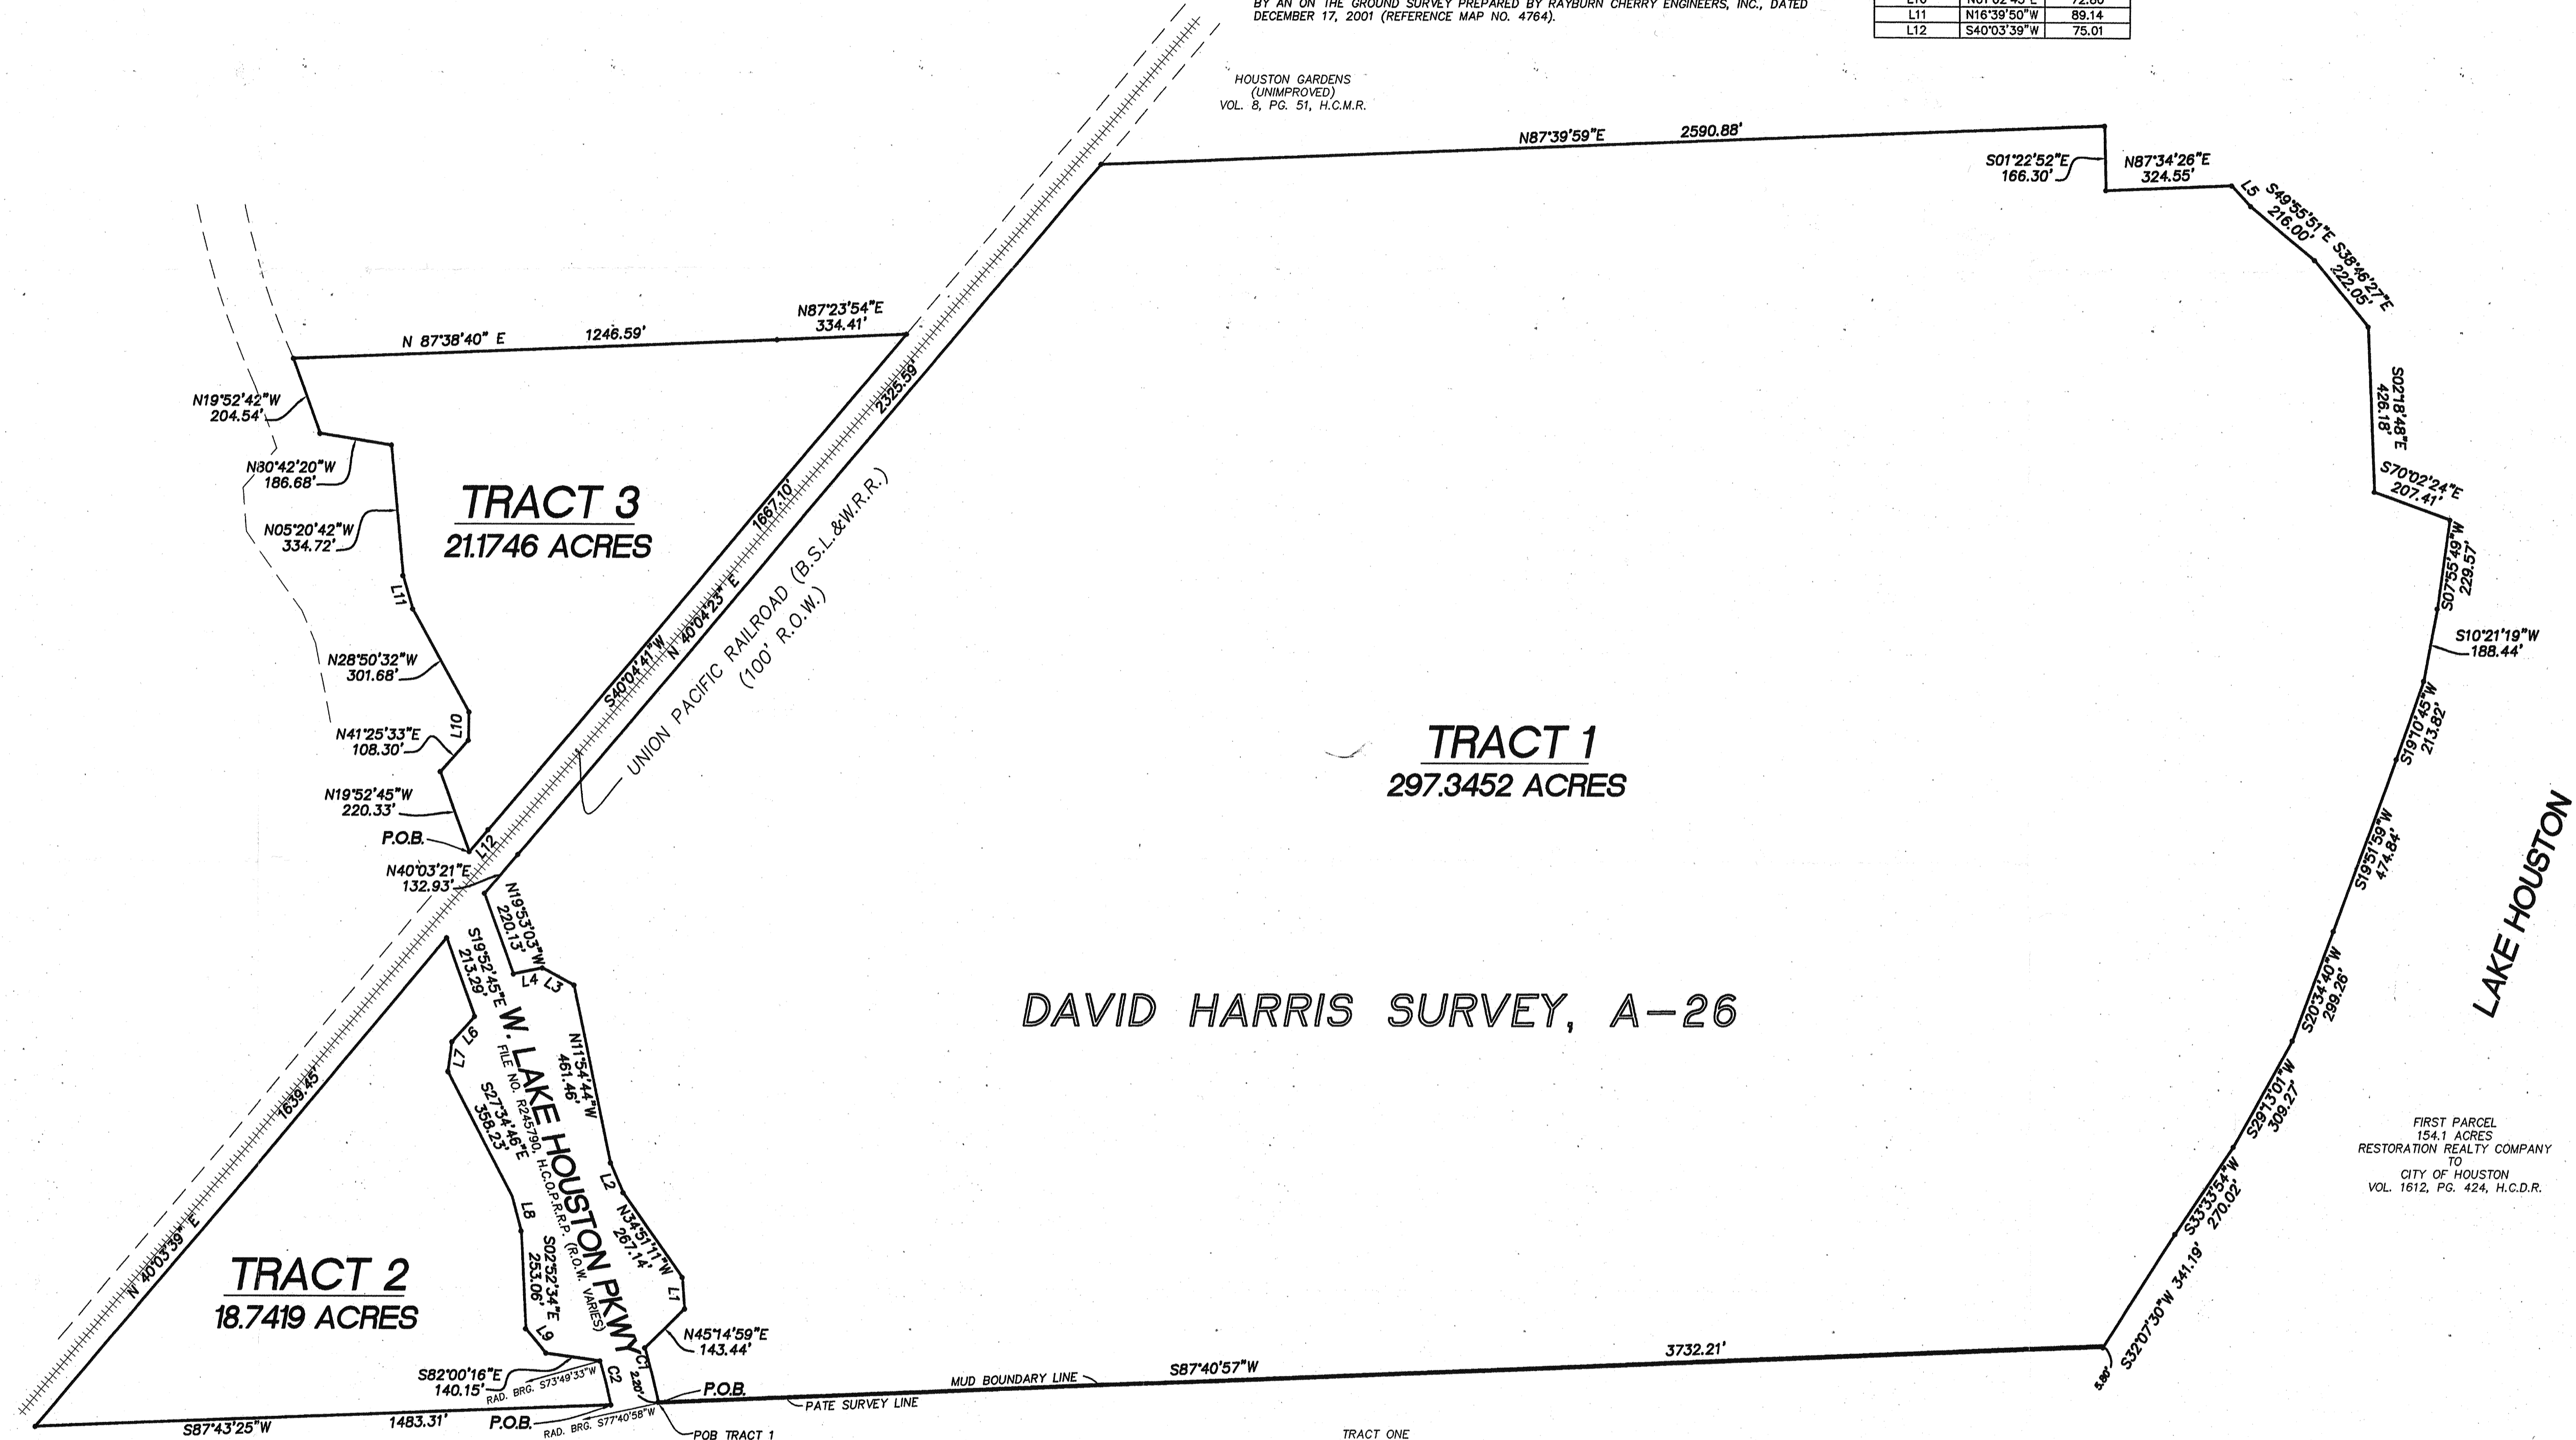 BY AN ON THE GROUND SURVEY PREPARED BY RAYBURN CHERRY ENGINEERS, INC., DATED
DECEMBER 17, 2001 (REFERENCE MAP NO. 4764).
L11 N16°39'50"W 89.14
L12 S40°03'39"W 75.01
HOUSTON GARDENS
(UNIMPROVED)
VOL. 8, PG. 51, H.C.M.R.
N87°39'59"E 2590.88'
S01°22'52"E
166.30'
N87°34'26"E
324.55'
L5
S49°55'51"E
216.00'
S38°46'27"E
222.05'
S02°18'48"E
426.18'
S70°02'24"E
207.41'
S07°55'49"W
229.57'
S10°21'19"W
188.44'
S19°10'45"W
213.82'
S19°51'59"W
474.84'
S20°34'40"W
299.26'
S29°13'01"W
309.27'
S33°33'54"W
270.02'
S32°07'30"W 341.19'
5.80'
LAKE HOUSTON
FIRST PARCEL
154.1 ACRES
RESTORATION REALTY COMPANY
TO
CITY OF HOUSTON
VOL. 1612, PG. 424, H.C.D.R.
N 87°38'40" E 1246.59'
N87°23'54"E
334.41'
N19°52'42"W
204.54'
N80°42'20"W
186.68'
N05°20'42"W
334.72'
L11
N28°50'32"W
301.68'
L10
N41°25'33"E
108.30'
N19°52'45"W
220.33'
P.O.B.
L12
TRACT 3
21.1746 ACRES
2325.59'
1667.10'
S40°04'41"W
N 40°04'23" E
UNION PACIFIC RAILROAD (B.S.L.&W.R.R.)
(100' R.O.W.)
TRACT 1
297.3452 ACRES
DAVID HARRIS SURVEY, A-26
N40°03'21"E
132.93'
N19°53'03"W
220.13'
L4
L3
N11°54'44"W
461.46'
L2
N34°51'11"W
267.14'
L1
N45°14'59"E
143.44'
C1
2.20'
S19°52'45"E
213.29'
L6
L7
S27°34'46"E
358.23'
L8
S02°52'34"E
253.06'
L9
S82°00'16"E
140.15'
C2
W. LAKE HOUSTON PKWY
FILE NO. R245790, H.C.O.P.R.R.P. (R.O.W. VARIES)
1639.45'
N 40°03'39" E
TRACT 2
18.7419 ACRES
RAD. BRG. S73°49'33"W
S87°43'25"W 1483.31'
P.O.B.
RAD. BRG. S77°40'58"W
P.O.B.
POB TRACT 1
PATE SURVEY LINE
MUD BOUNDARY LINE
S87°40'57"W 3732.21'
TRACT ONE